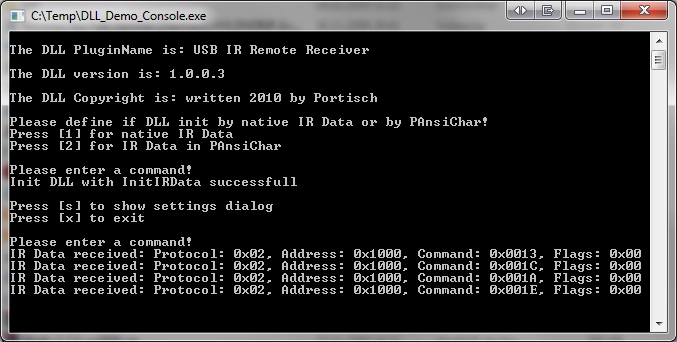 C:\Temp\DLL_Demo_Console.exe
The DLL PluginName is: USB IR Remote Receiver
The DLL version is: 1.0.0.3
The DLL Copyright is: written 2010 by Portisch
Please define if DLL init by native IR Data or by PAnsiChar!
Press [1] for native IR Data
Press [2] for IR Data in PAnsiChar
Please enter a command!
Init DLL with InitIRData successfull
Press [s] to show settings dialog
Press [x] to exit
Please enter a command!
IR Data received: Protocol: 0x02, Address: 0x1000, Command: 0x0013, Flags: 0x00
IR Data received: Protocol: 0x02, Address: 0x1000, Command: 0x001C, Flags: 0x00
IR Data received: Protocol: 0x02, Address: 0x1000, Command: 0x001A, Flags: 0x00
IR Data received: Protocol: 0x02, Address: 0x1000, Command: 0x001E, Flags: 0x00